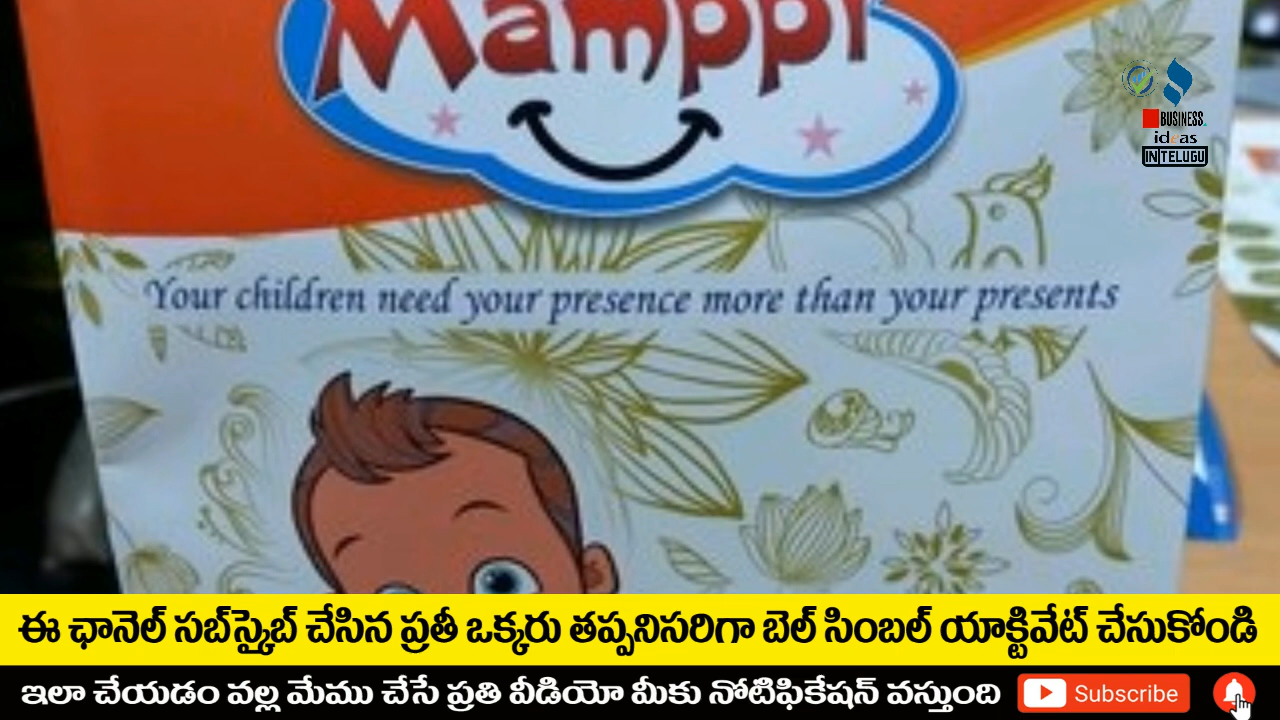 Mamppi
BUSINESS
ideas
IN TELUGU
Your children need your presence more than your presents
ఈ ఛానెల్ సబ్‌స్క్రైబ్ చేసిన ప్రతీ ఒక్కరు తప్పనిసరిగా బెల్ సింబల్ యాక్టివేట్ చేసుకోండి
ఇలా చేయడం వల్ల మేము చేసే ప్రతి వీడియో మీకు నోటిఫికేషన్ వస్తుంది
Subscribe